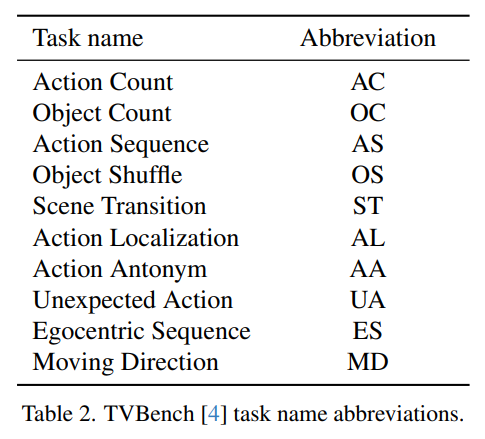 Task name Abbreviation
Action Count AC
Object Count OC
Action Sequence AS
Object Shuffle OS
Scene Transition ST
Action Localization AL
Action Antonym AA
Unexpected Action UA
Egocentric Sequence ES
Moving Direction MD
Table 2. TVBench [4] task name abbreviations.